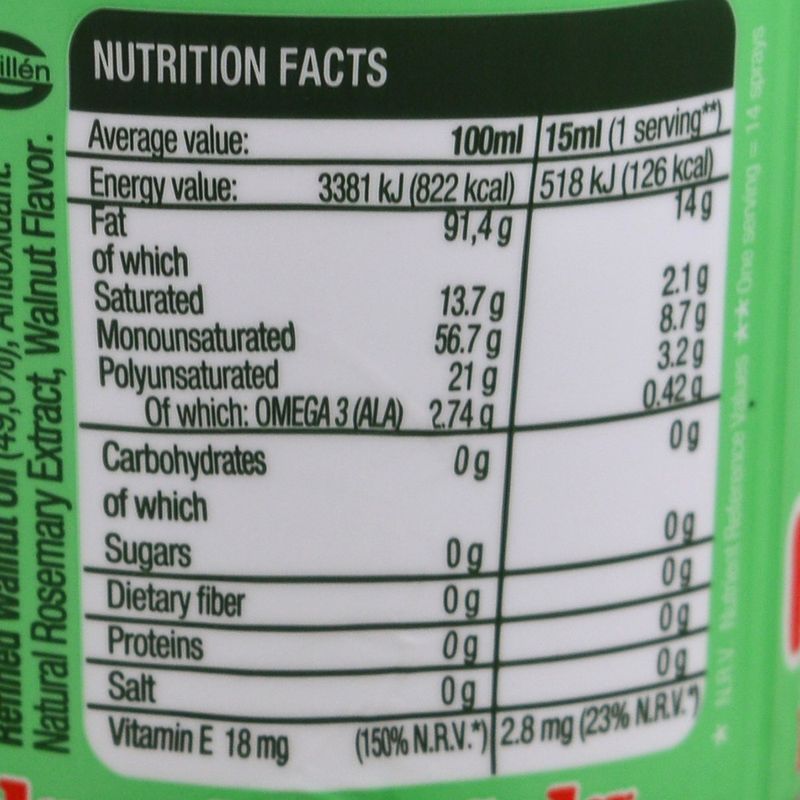 illén
NUTRITION FACTS
Average value: 100ml 15ml (1 serving**)
Energy value: 3381 kJ (822 kcal) 518 kJ (126 kcal)
Fat 91,4 g 14 g
of which
Saturated 13.7 g 2.1 g
Monounsaturated 56.7 g 8.7 g
Polyunsaturated 21 g 3.2 g
Of which: OMEGA 3 (ALA) 2.74 g 0.42 g
Carbohydrates 0 g 0 g
of which
Sugars 0 g 0 g
Dietary fiber 0 g 0 g
Proteins 0 g 0 g
Salt 0 g 0 g
Vitamin E 18 mg (150% N.R.V.*) 2.8 mg (23% N.R.V.*)
Refined Walnut Oil Antioxidant:
Natural Rosemary Extract, Walnut Flavor.
★ N.R.V. Nutrient Reference Values ★★ One serving = 14 sprays